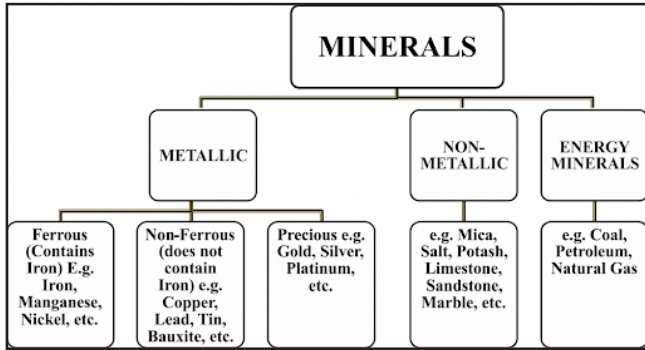 MINERALS
METALLIC
NON-
METALLIC
ENERGY
MINERALS
Ferrous
(Contains
Iron) E.g.
Iron,
Manganese,
Nickel, etc.
Non-Ferrous
(does not
contain
Iron) e.g.
Copper,
Lead, Tin,
Bauxite, etc.
Precious e.g.
Gold, Silver,
Platinum,
etc.
e.g. Mica,
Salt, Potash,
Limestone,
Sandstone,
Marble, etc.
e.g. Coal,
Petroleum,
Natural Gas